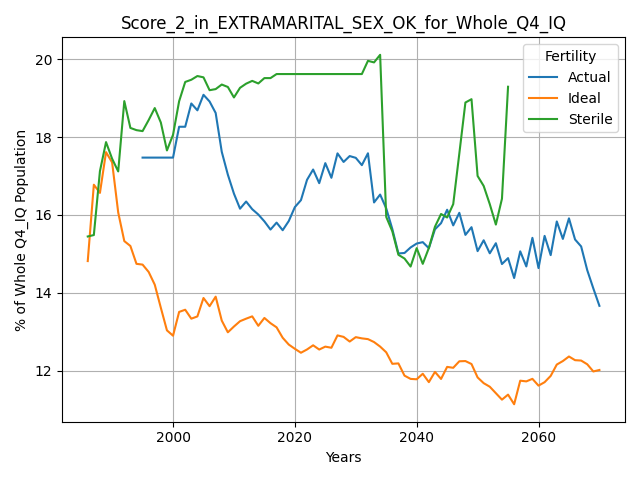 Score_2_in_EXTRAMARITAL_SEX_OK_for_Whole_Q4_IQ
Fertility
Actual
Ideal
Sterile
% of Whole Q4_IQ Population
20
18
16
14
12
2000
2020
2040
2060
Years